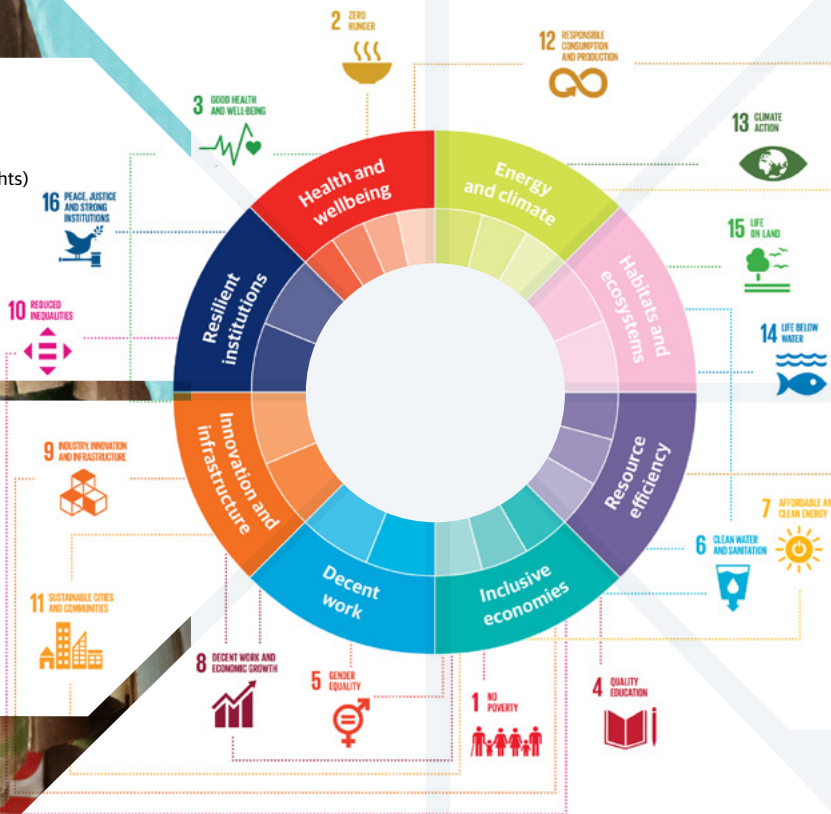 2 ZERO
HUNGER
12 RESPONSIBLE
CONSUMPTION
AND PRODUCTION
3 GOOD HEALTH
AND WELL-BEING
13 CLIMATE
ACTION
hts)
16 PEACE, JUSTICE
AND STRONG
INSTITUTIONS
15 LIFE
ON LAND
10 REDUCED
INEQUALITIES
14 LIFE BELOW
WATER
Health and
wellbeing
Energy
and climate
Habitats and
ecosystems
Resource
efficiency
Inclusive
economies
Decent
work
Innovation and
infrastructure
Resilient
institutions
9 INDUSTRY, INNOVATION
AND INFRASTRUCTURE
7 AFFORDABLE AN
CLEAN ENERGY
6 CLEAN WATER
AND SANITATION
11 SUSTAINABLE CITIES
AND COMMUNITIES
8 DECENT WORK AND
ECONOMIC GROWTH
5 GENDER
EQUALITY
1 NO
POVERTY
4 QUALITY
EDUCATION